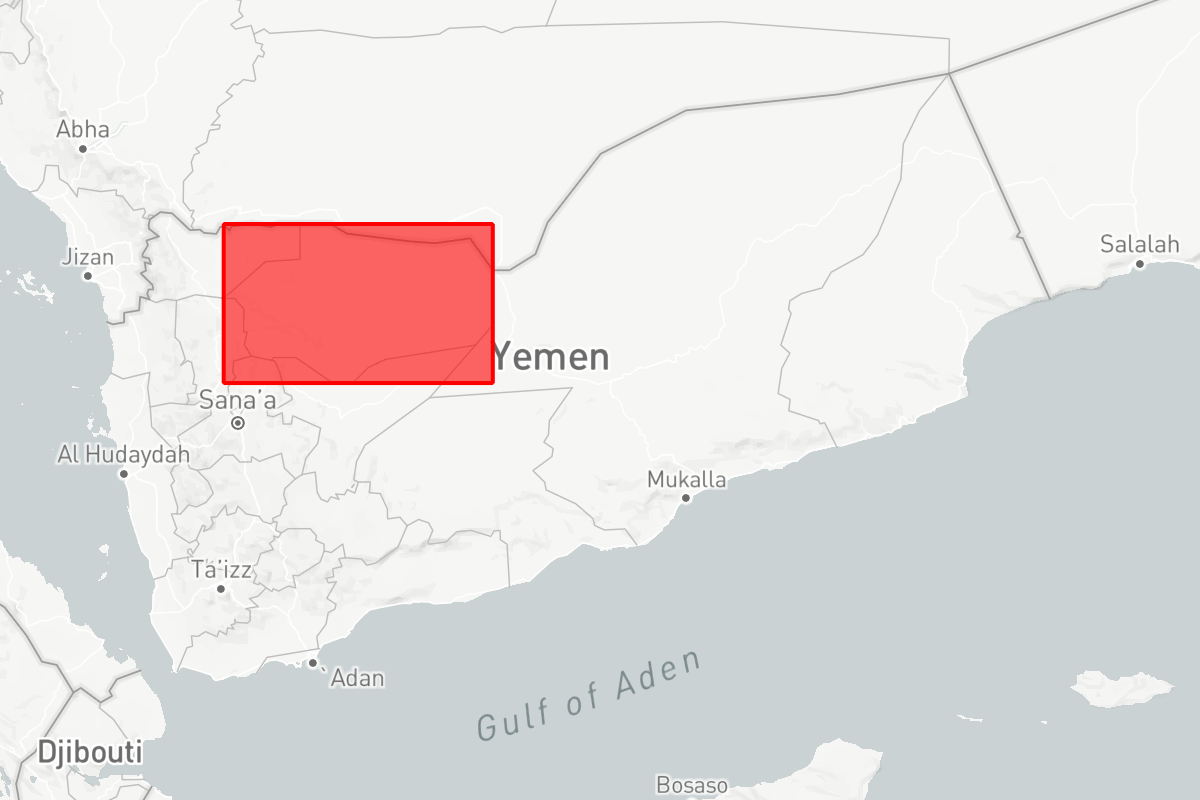 Abha
Jizan
Salalah
Yemen
Sana’a
Al Hudaydah
Mukalla
Ta‘izz
‘Adan
Gulf of Aden
Djibouti
Bosaso